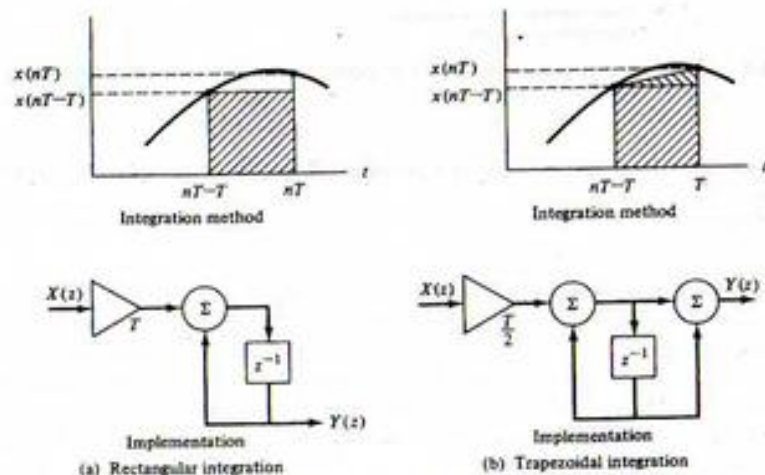 x(nT)
x(nT−T)
nT−T
nT
t
Integration method
x(nT)
x(nT−T)
nT−T
T
Integration method
X(z)
T
Σ
z⁻¹
Y(z)
Implementation
(a) Rectangular integration
X(z)
T/2
Σ
Σ
Y(z)
z⁻¹
Implementation
(b) Trapezoidal integration